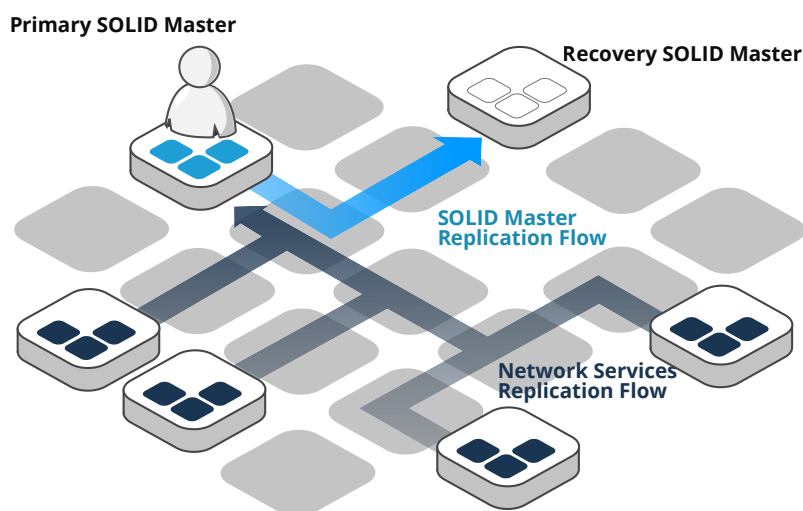 Primary SOLID Master
Recovery SOLID Master
SOLID Master
Replication Flow
Network Services
Replication Flow